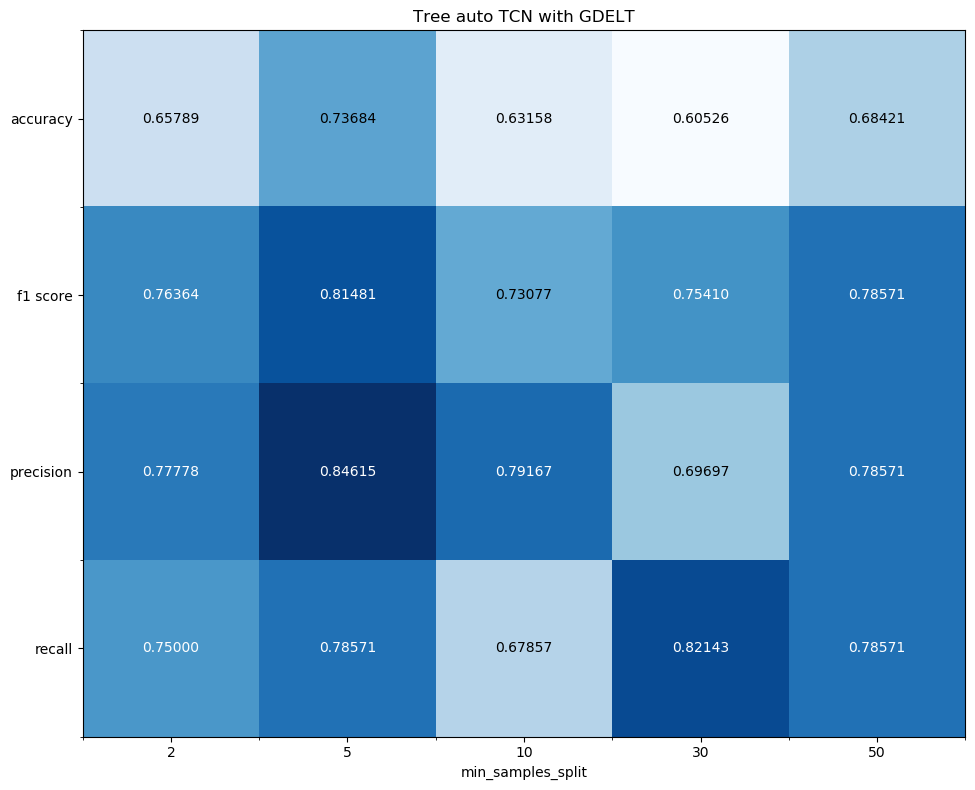 Tree auto TCN with GDELT
accuracy 0.65789 0.73684 0.63158 0.60526 0.68421
f1 score 0.76364 0.81481 0.73077 0.75410 0.78571
precision 0.77778 0.84615 0.79167 0.69697 0.78571
recall 0.75000 0.78571 0.67857 0.82143 0.78571
2 5 10 30 50
min_samples_split